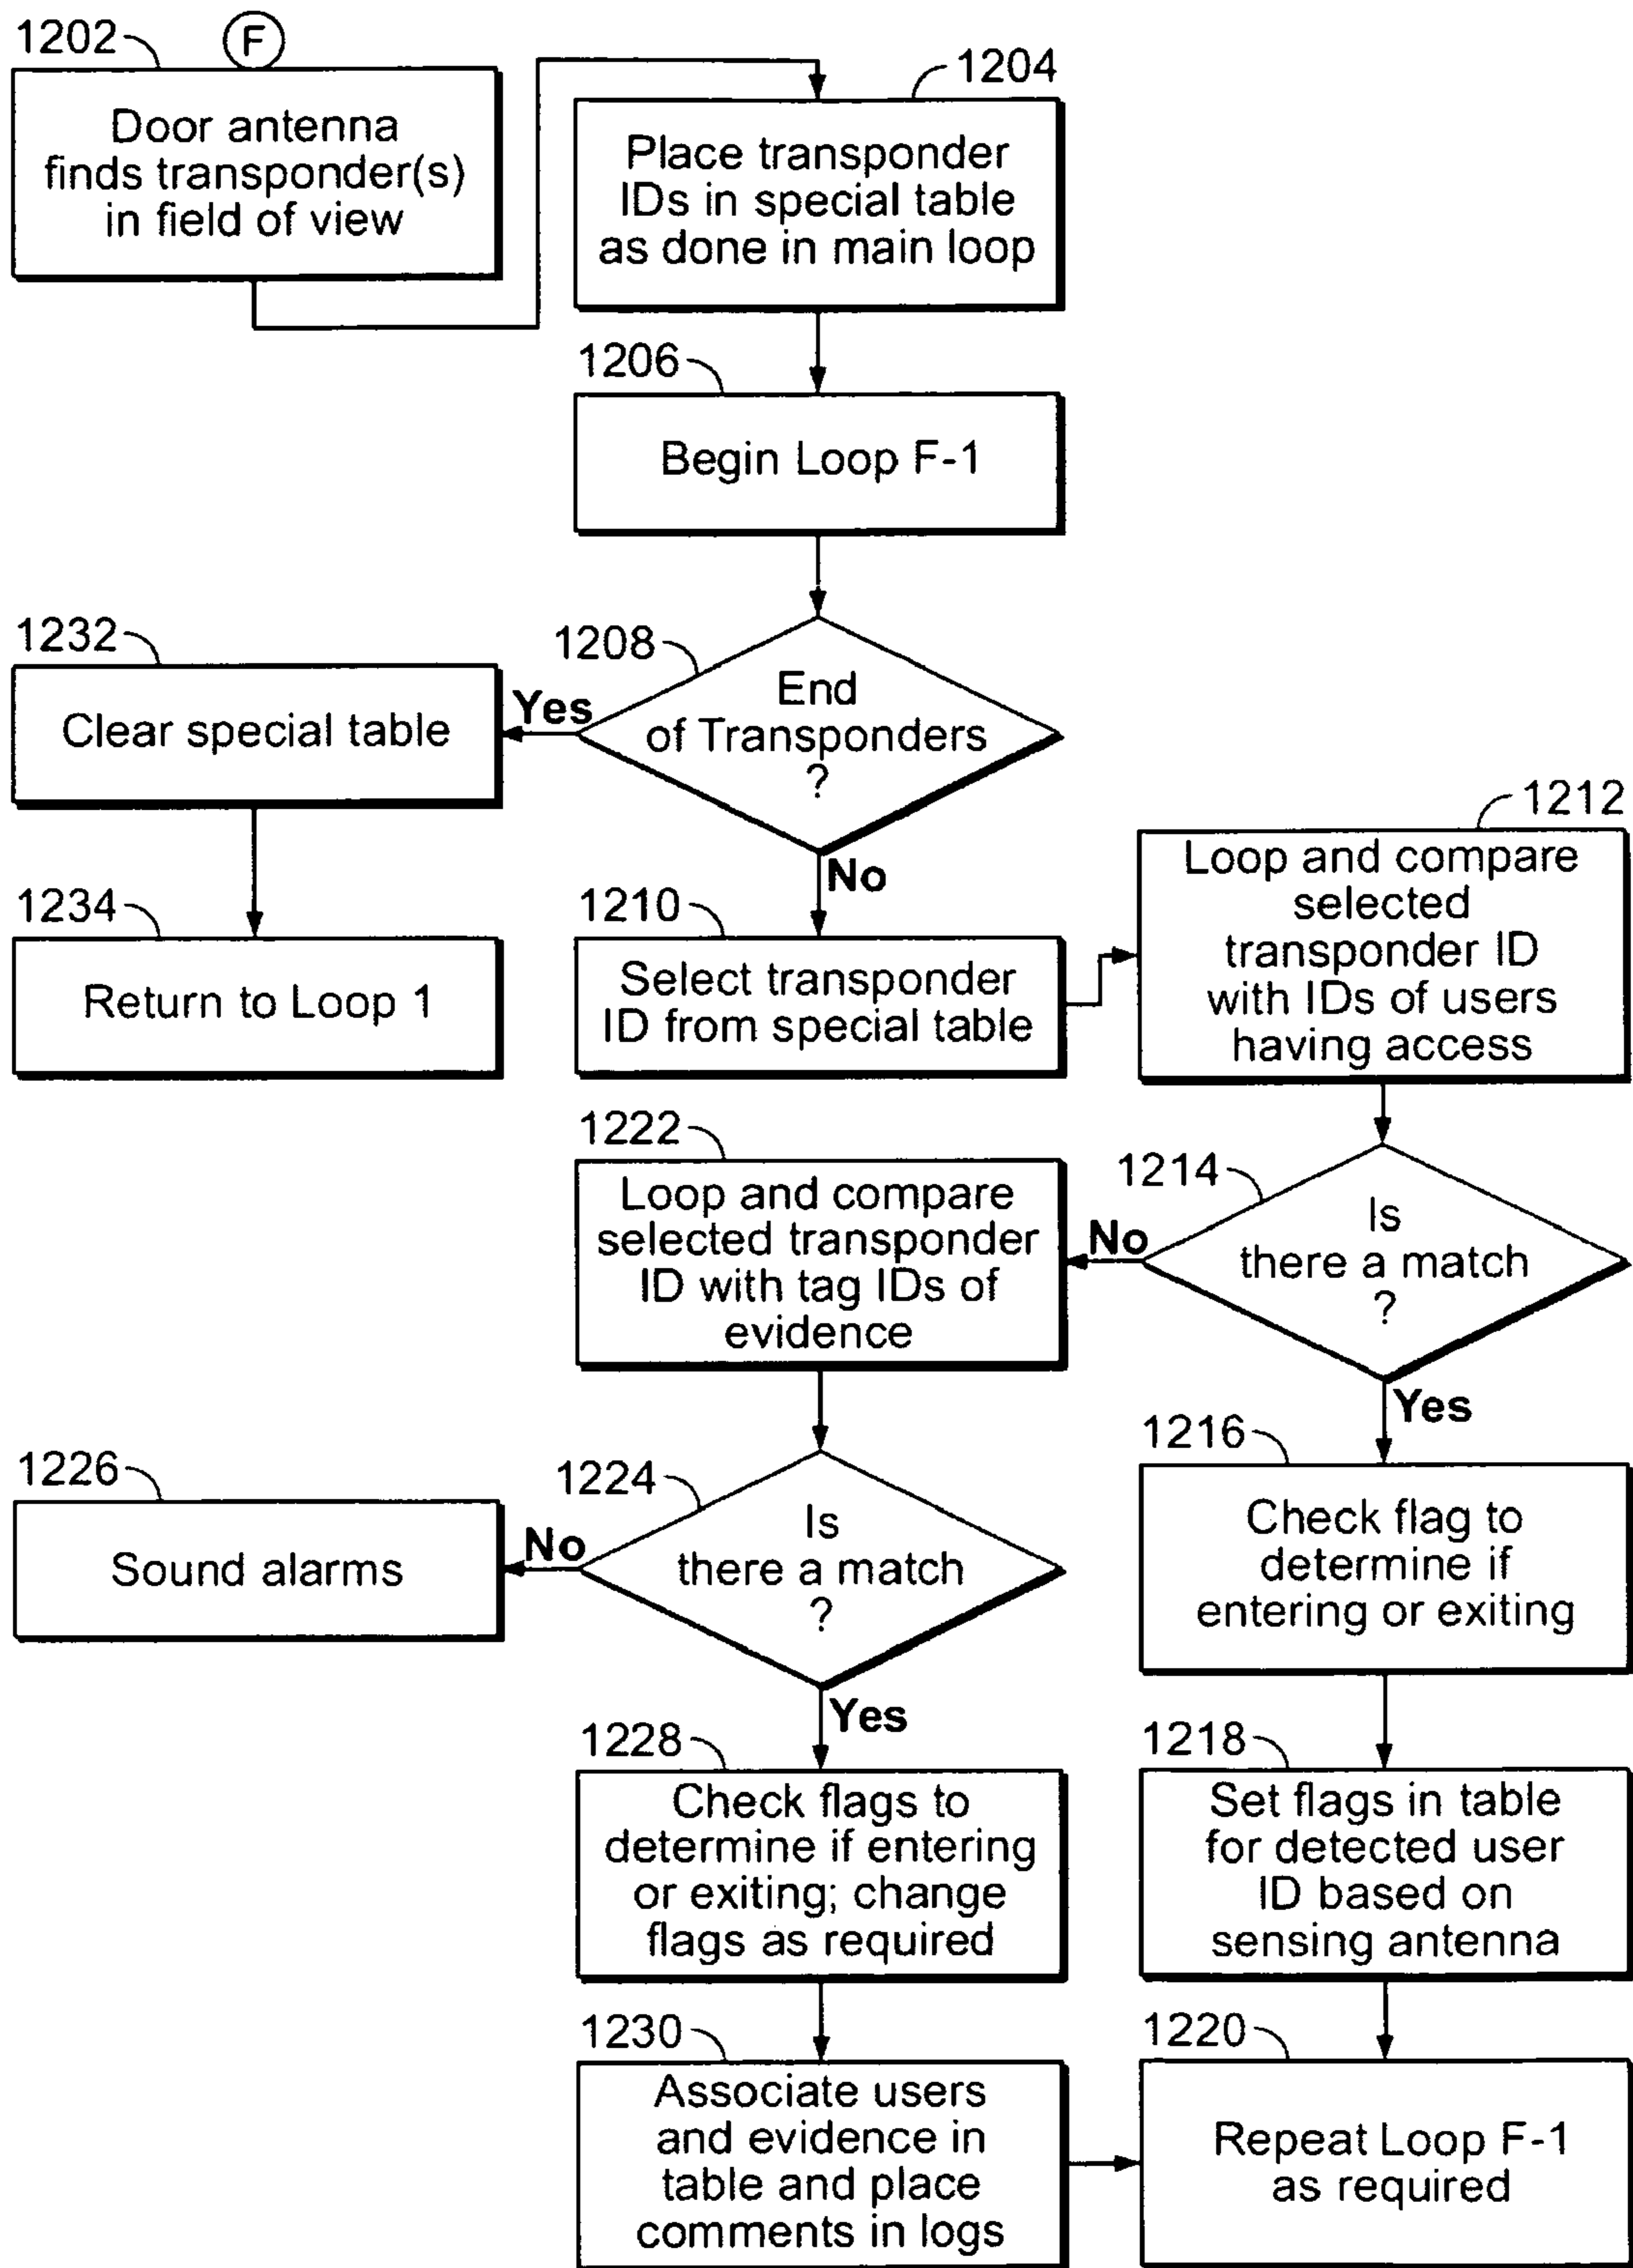 1202
F
Door antenna
finds transponder(s)
in field of view
1204
Place transponder
IDs in special table
as done in main loop
1206
Begin Loop F-1
1208
End
of Transponders
?
Yes
1232
Clear special table
1234
Return to Loop 1
No
1210
Select transponder
ID from special table
1212
Loop and compare
selected
transponder ID
with IDs of users
having access
1214
Is
there a match
?
No
1222
Loop and compare
selected transponder
ID with tag IDs of
evidence
Yes
1216
Check flag to
determine if
entering or exiting
1224
Is
there a match
?
No
1226
Sound alarms
Yes
1228
Check flags to
determine if entering
or exiting; change
flags as required
1218
Set flags in table
for detected user
ID based on
sensing antenna
1230
Associate users
and evidence in
table and place
comments in logs
1220
Repeat Loop F-1
as required